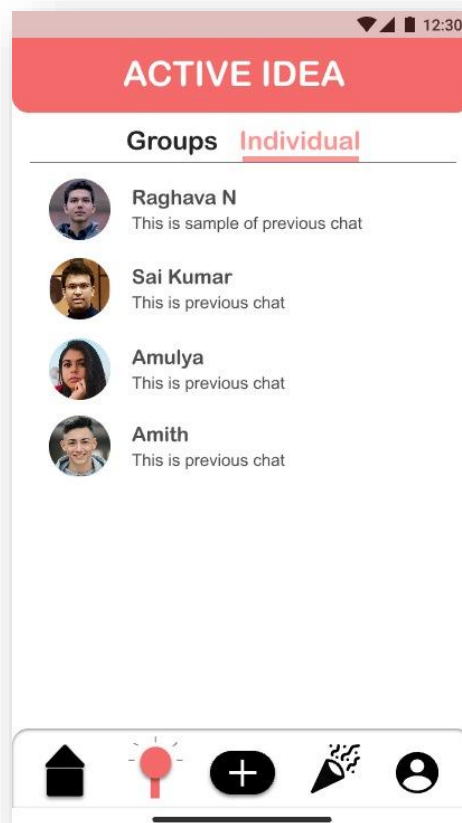 12:30
ACTIVE IDEA
Groups Individual
Raghava N
This is sample of previous chat
Sai Kumar
This is previous chat
Amulya
This is previous chat
Amith
This is previous chat